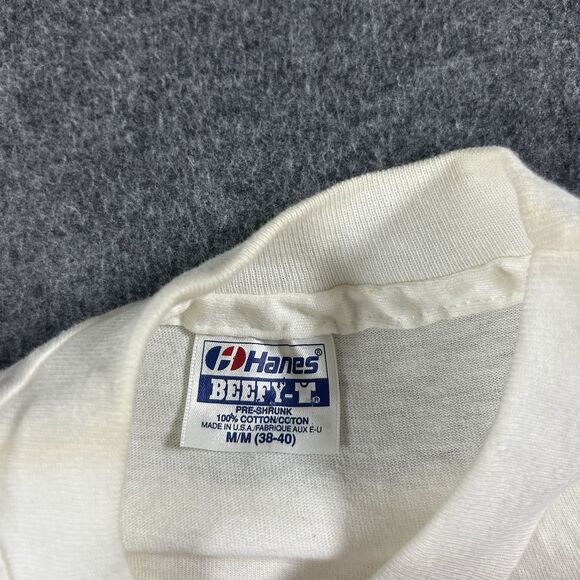 Hanes®
BEEFY-T®
PRE-SHRUNK
100% COTTON/COTON
MADE IN U.S.A./FABRIQUE AUX É-U
M/M (38-40)